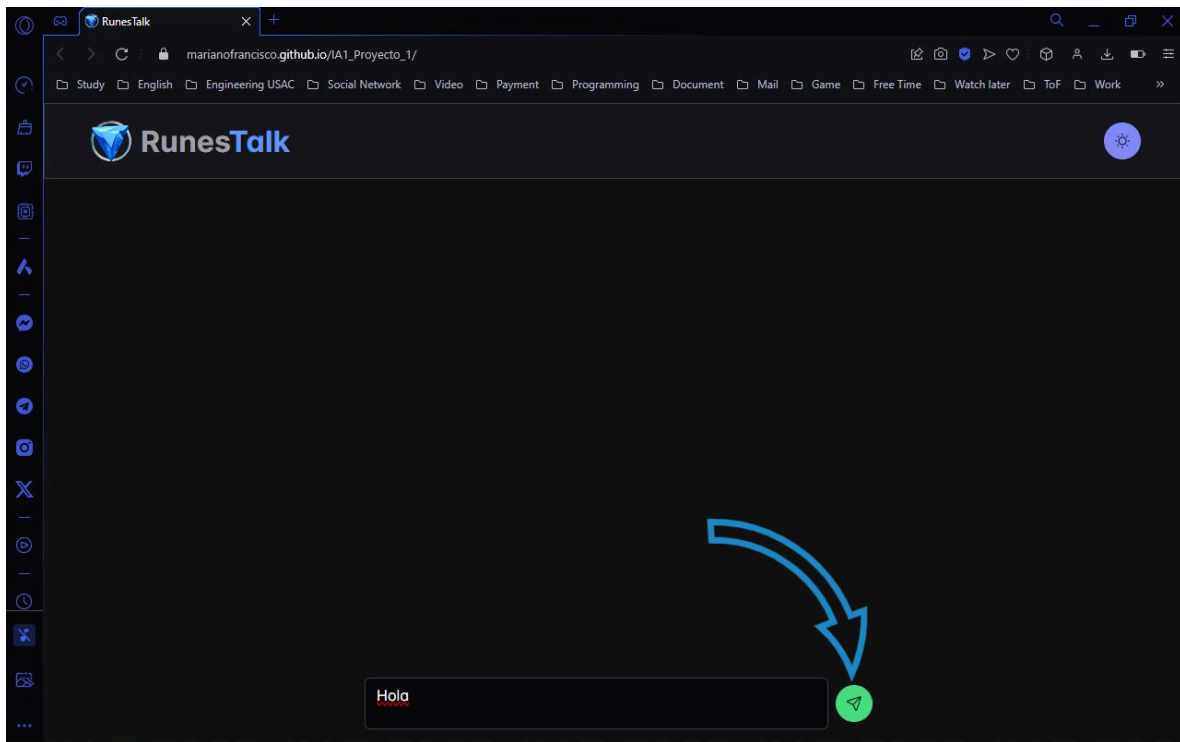 RunesTalk
marianofrancisco.github.io/IA1_Proyecto_1/
Study English Engineering USAC Social Network Video Payment Programming Document Mail Game Free Time Watch later ToF Work »
RunesTalk
Hola